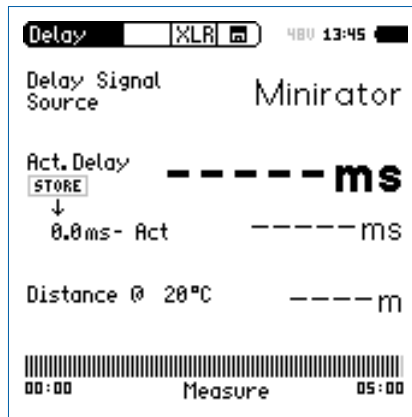 Delay XLR 48V 13:45
Delay Signal
Source Minirator
Act. Delay -----ms
STORE
0.0ms- Act -----ms
Distance @ 20°C ----m
00:00 Measure 05:00